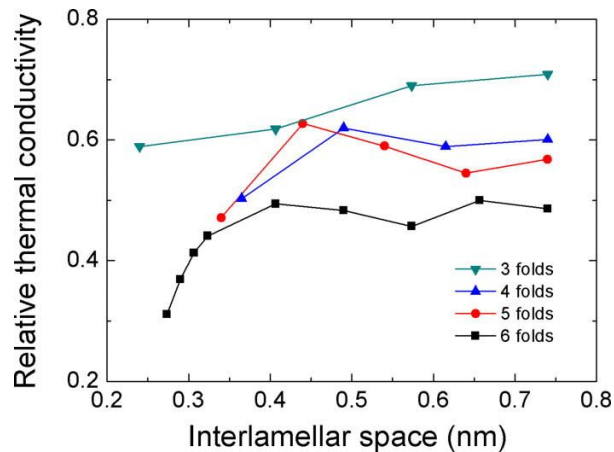 Relative thermal conductivity
0.8
0.6
0.4
0.2
3 folds
4 folds
5 folds
6 folds
0.2 0.3 0.4 0.5 0.6 0.7 0.8
Interlamellar space (nm)